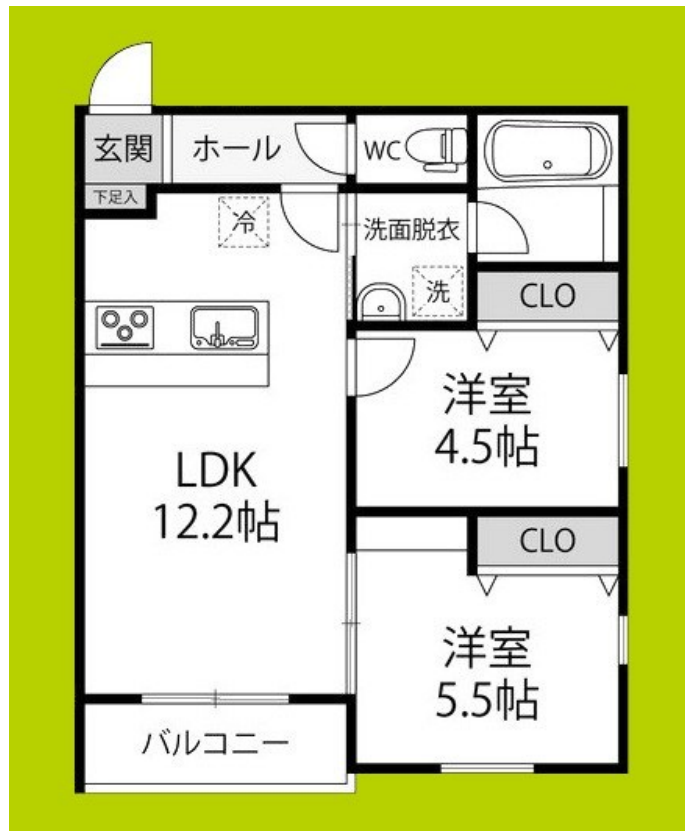 玄関
ホール
WC
下足入
冷
洗面脱衣
洗
CLO
洋室
4.5帖
LDK
12.2帖
CLO
洋室
5.5帖
バルコニー